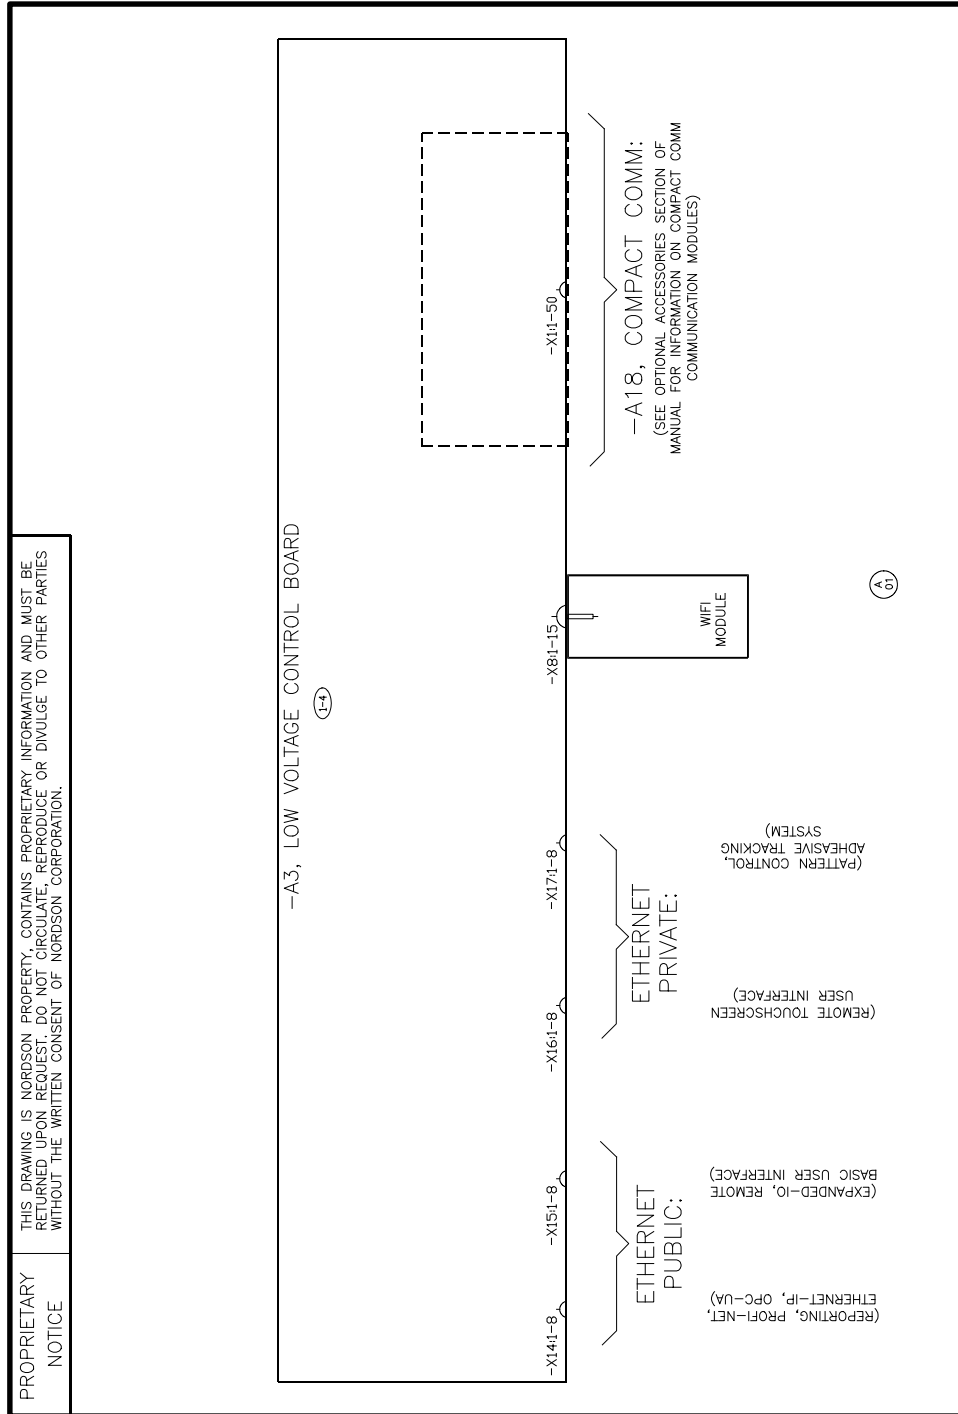 PROPRIETARY
NOTICE
THIS DRAWING IS NORDSON PROPERTY, CONTAINS PROPRIETARY INFORMATION AND MUST BE
RETURNED UPON REQUEST. DO NOT CIRCULATE, REPRODUCE OR DIVULGE TO OTHER PARTIES
WITHOUT THE WRITTEN CONSENT OF NORDSON CORPORATION.
-A3, LOW VOLTAGE CONTROL BOARD
1-4
-X14:1-8
-X15:1-8
-X16:1-8
-X17:1-8
-X8:1-15
-X1:1-50
ETHERNET
PUBLIC:
(REPORTING, PROFI-NET,
ETHERNET-IP, OPC-UA)
(EXPANDED-IO, REMOTE
BASIC USER INTERFACE)
ETHERNET
PRIVATE:
(REMOTE TOUCHSCREEN
USER INTERFACE)
(PATTERN CONTROL,
ADHEASIVE TRACKING
SYSTEM)
WIFI
MODULE
A
01
-A18, COMPACT COMM:
(SEE OPTIONAL ACCESSORIES SECTION OF
MANUAL FOR INFORMATION ON COMPACT COMM
COMMUNICATION MODULES)